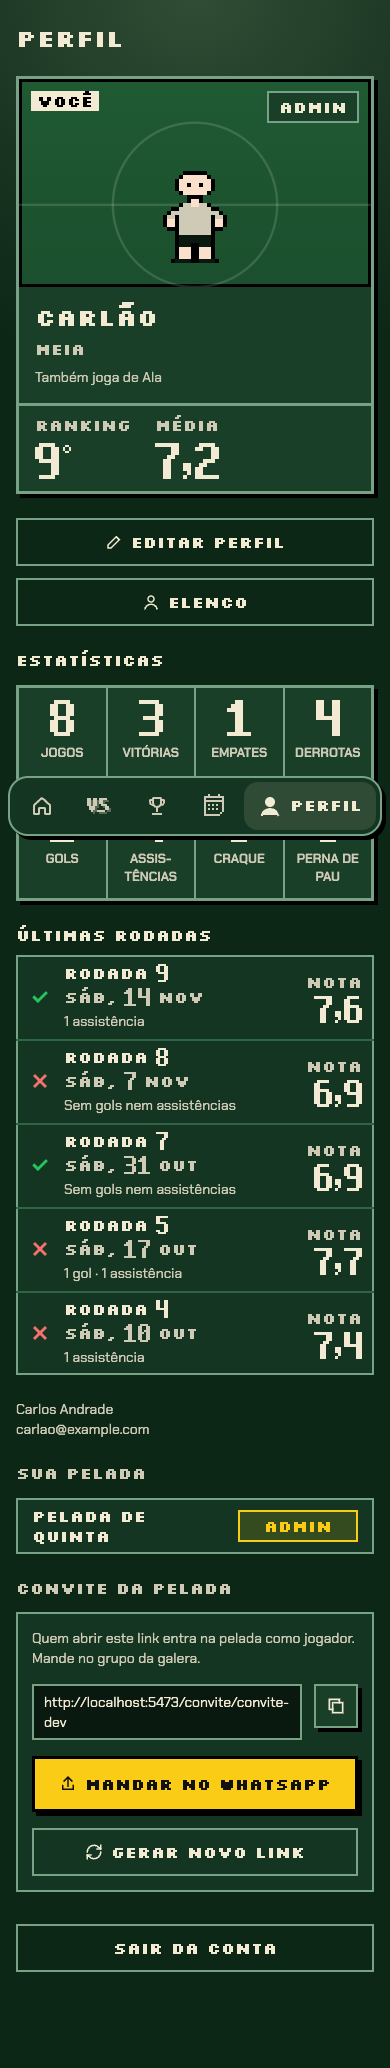 PERFIL
VOCÊ
ADMIN
CARLÃO
MEIA
Também joga de Ala
RANKING MÉDIA
9° 7,2
EDITAR PERFIL
ELENCO
ESTATÍSTICAS
8 3 1 4
JOGOS VITÓRIAS EMPATES DERROTAS
VS PERFIL
GOLS ASSIS- CRAQUE PERNA DE
TÊNCIAS PAU
ÚLTIMAS RODADAS
RODADA 9
SÁB, 14 NOV
1 assistência
NOTA
7,6
RODADA 8
SÁB, 7 NOV
Sem gols nem assistências
NOTA
6,9
RODADA 7
SÁB, 31 OUT
Sem gols nem assistências
NOTA
6,9
RODADA 5
SÁB, 17 OUT
1 gol · 1 assistência
NOTA
7,7
RODADA 4
SÁB, 10 OUT
1 assistência
NOTA
7,4
Carlos Andrade
carlao@example.com
SUA PELADA
PELADA DE
QUINTA
ADMIN
CONVITE DA PELADA
Quem abrir este link entra na pelada como jogador.
Mande no grupo da galera.
http://localhost:5473/convite/convite-
dev
MANDAR NO WHATSAPP
GERAR NOVO LINK
SAIR DA CONTA